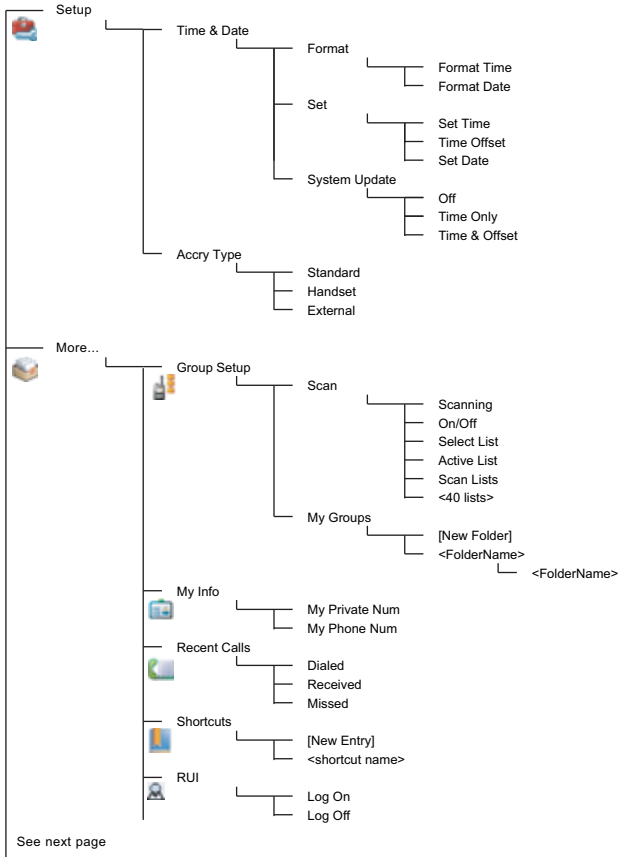 Setup
Time & Date
Format
Format Time
Format Date
Set
Set Time
Time Offset
Set Date
System Update
Off
Time Only
Time & Offset
Accry Type
Standard
Handset
External
More...
Group Setup
Scan
Scanning
On/Off
Select List
Active List
Scan Lists
<40 lists>
My Groups
[New Folder]
<FolderName>
<FolderName>
My Info
My Private Num
My Phone Num
Recent Calls
Dialed
Received
Missed
Shortcuts
[New Entry]
<shortcut name>
RUI
Log On
Log Off
See next page